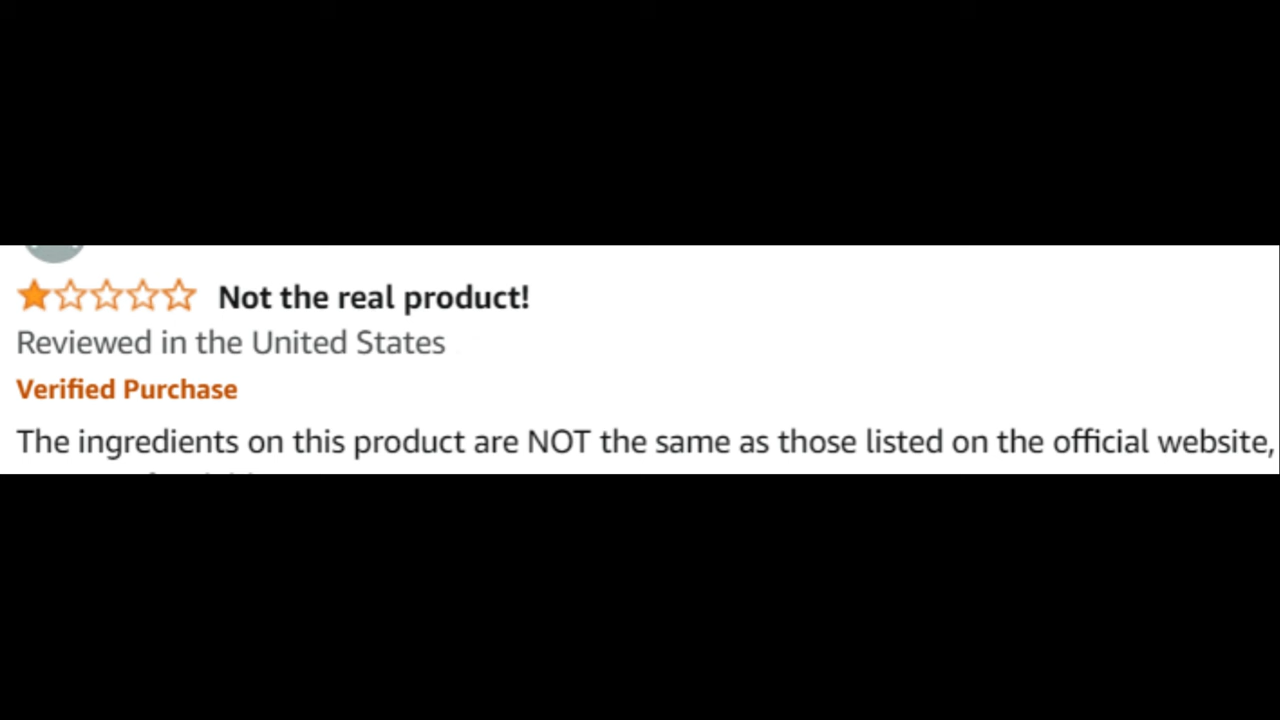 Not the real product!
Reviewed in the United States
Verified Purchase
The ingredients on this product are NOT the same as those listed on the official website,